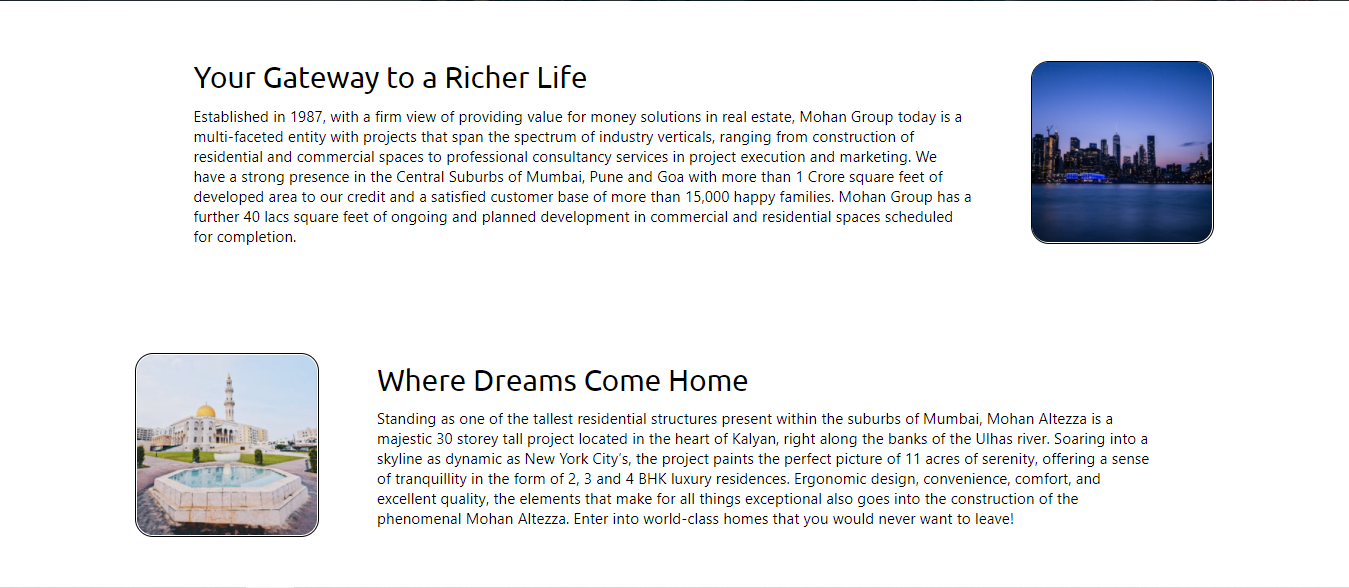 Your Gateway to a Richer Life
Established in 1987, with a firm view of providing value for money solutions in real estate, Mohan Group today is a
multi-faceted entity with projects that span the spectrum of industry verticals, ranging from construction of
residential and commercial spaces to professional consultancy services in project execution and marketing. We
have a strong presence in the Central Suburbs of Mumbai, Pune and Goa with more than 1 Crore square feet of
developed area to our credit and a satisfied customer base of more than 15,000 happy families. Mohan Group has a
further 40 lacs square feet of ongoing and planned development in commercial and residential spaces scheduled
for completion.
Where Dreams Come Home
Standing as one of the tallest residential structures present within the suburbs of Mumbai, Mohan Altezza is a
majestic 30 storey tall project located in the heart of Kalyan, right along the banks of the Ulhas river. Soaring into a
skyline as dynamic as New York City's, the project paints the perfect picture of 11 acres of serenity, offering a sense
of tranquillity in the form of 2, 3 and 4 BHK luxury residences. Ergonomic design, convenience, comfort, and
excellent quality, the elements that make for all things exceptional also goes into the construction of the
phenomenal Mohan Altezza. Enter into world-class homes that you would never want to leave!